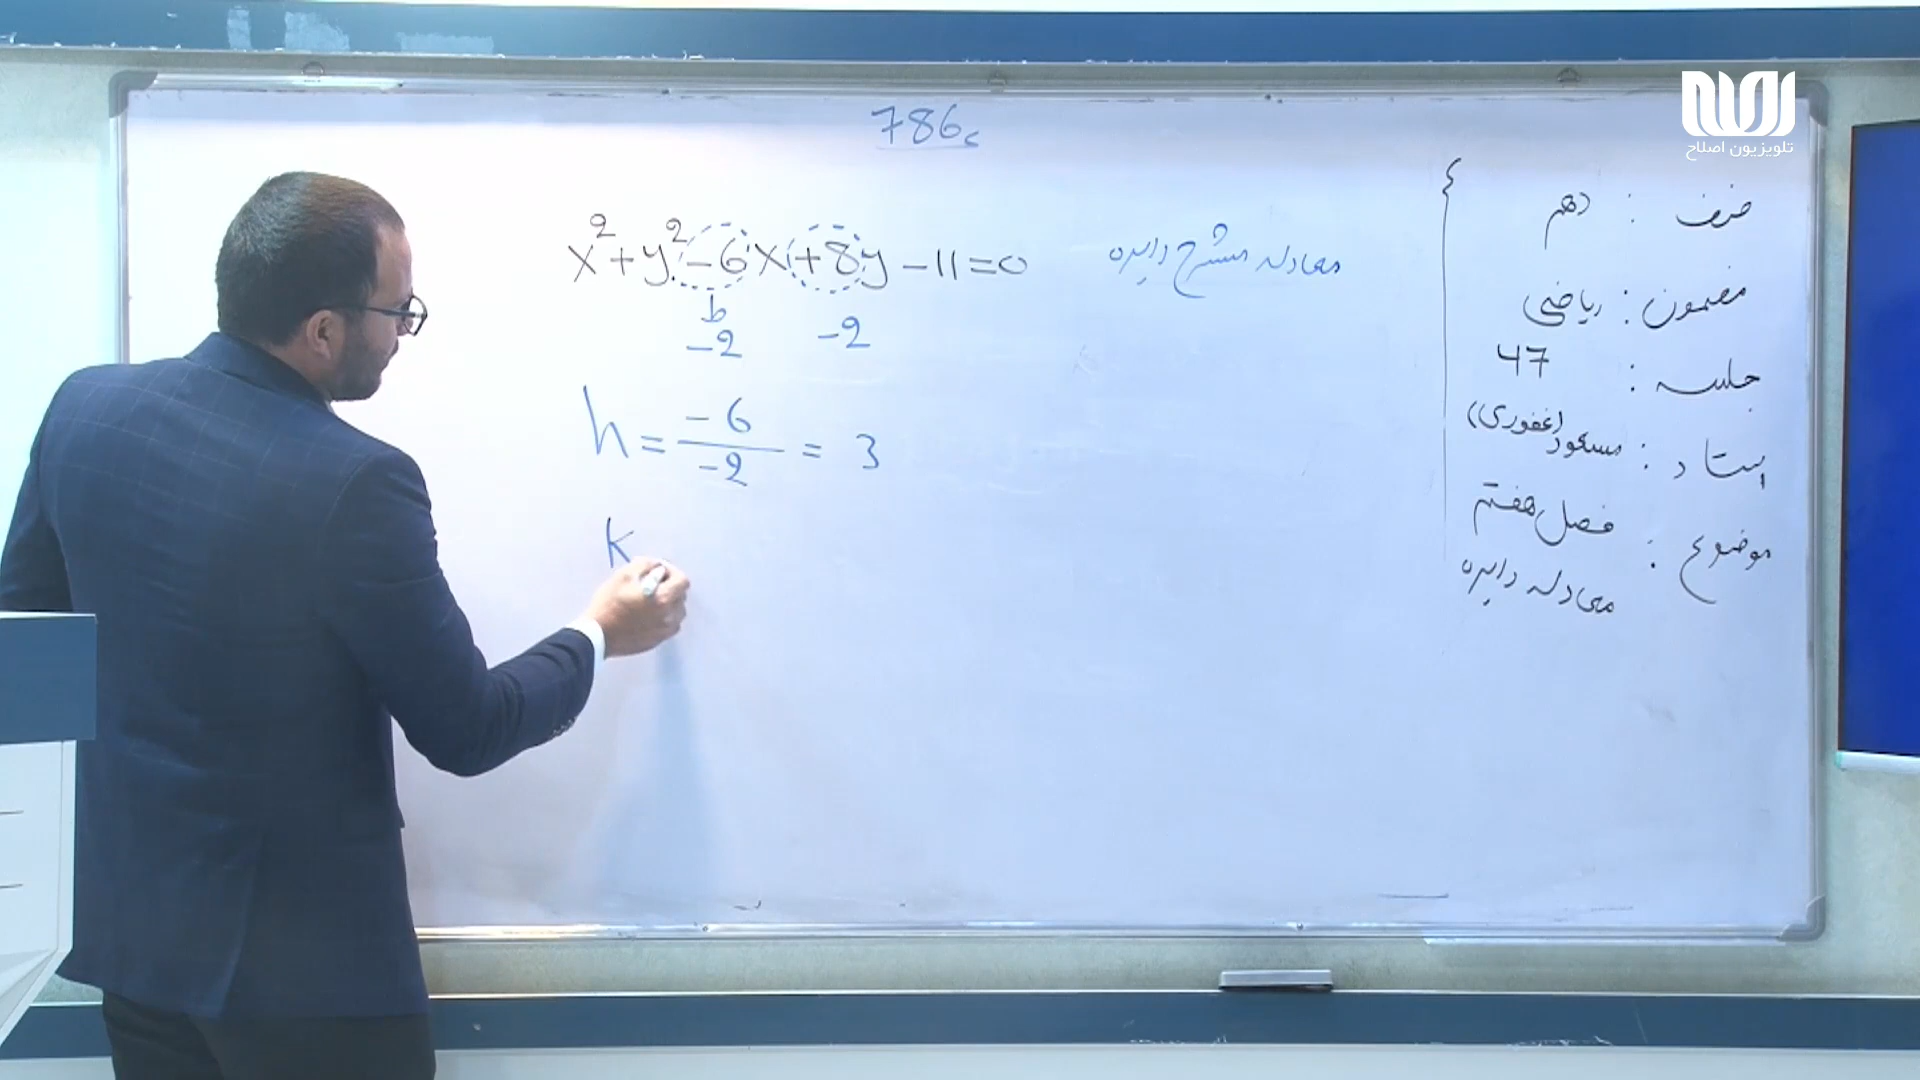 786
x²+y²-6x+8y-11=0
معادله مشرح دایره
-2 -2
h = -6/-2 = 3
k
صنف : دهم
مضمون : ریاضی
جلسه : 47
استاد : مسعود (غفوری)
موضوع : فصل هفتم
معادله دایره
تلویزیون اصلاح